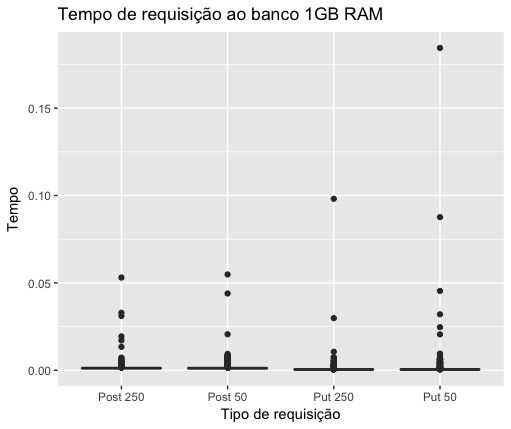 Tempo de requisição ao banco 1GB RAM
Tempo
0.15
0.10
0.05
0.00
Post 250 Post 50 Put 250 Put 50
Tipo de requisição